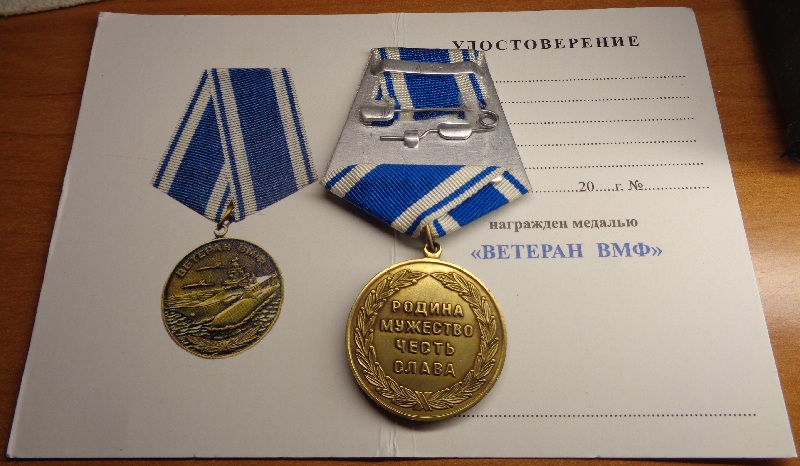 УДОСТОВЕРЕНИЕ
20.....г. №
награжден медалью
«ВЕТЕРАН ВМФ»
ВЕТЕРАН ВМФ
РОДИНА
МУЖЕСТВО
ЧЕСТЬ
СЛАВА